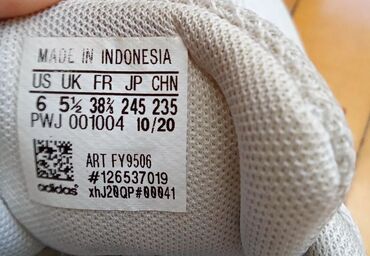 MADE IN INDONESIA
US UK FR JP CHN
6 5½ 38⅔ 245 235
PWJ 001004 10/20
ART FY9506
#126537019
adidas xhJ20QP#00041